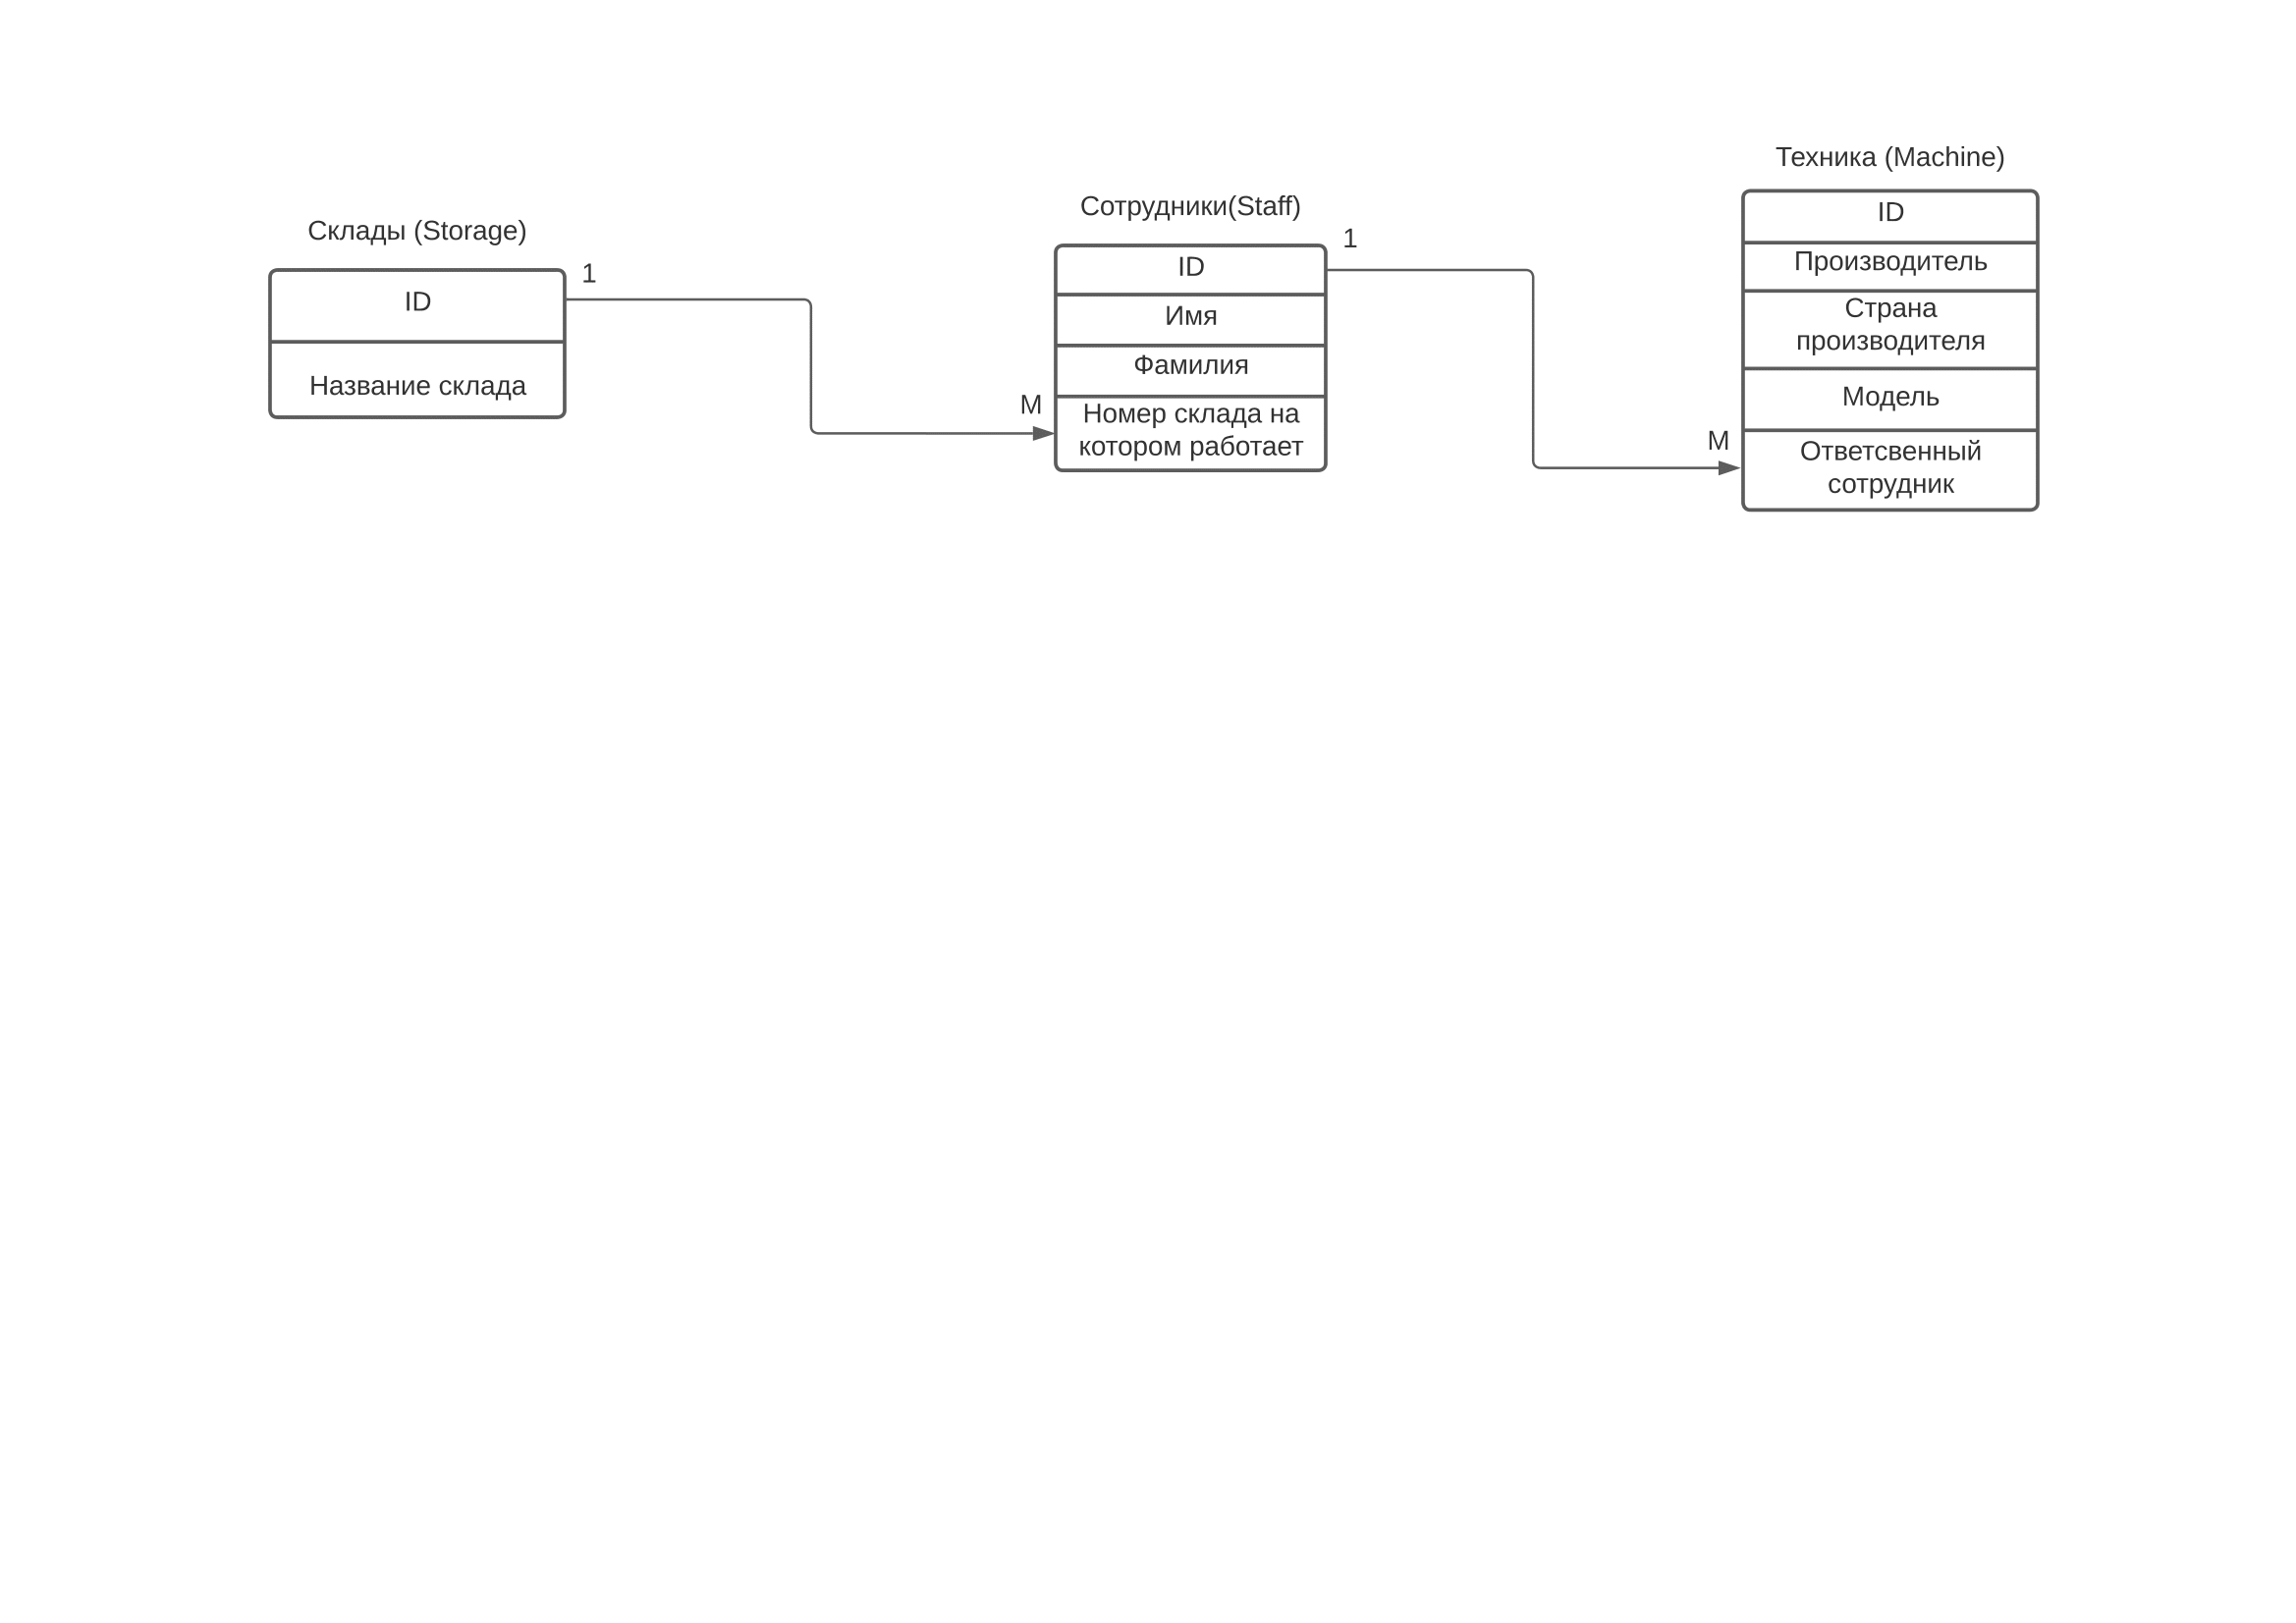 Склады (Storage)
1
ID
Название склада
Сотрудники(Staff)
1
ID
Имя
Фамилия
M
Номер склада на
котором работает
Техника (Machine)
ID
Производитель
Страна
производителя
Модель
M
Ответсвенный
сотрудник